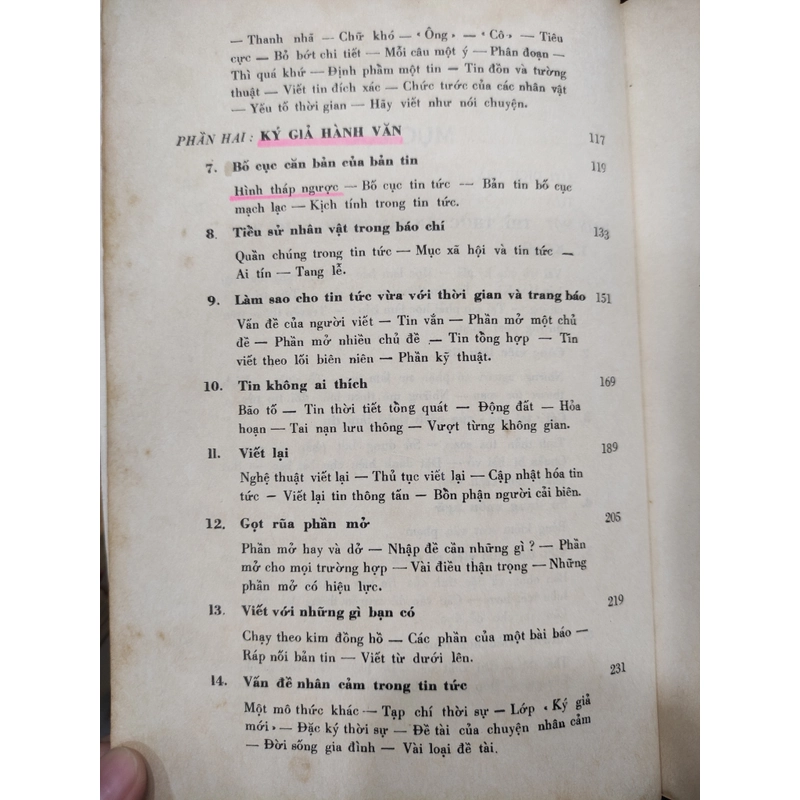 — Thanh nhã — Chữ khó — «Ông» — «Cô» — Tiêu
cực — Bỏ bớt chi tiết — Mỗi câu một ý — Phân đoạn —
Thì quá khứ — Định phẩm một tin — Tin đồn và tường
thuật — Viết tin đích xác — Chức tước của các nhân vật
— Yếu tố thời gian — Hãy viết như nói chuyện.
PHẦN HAI : KÝ GIẢ HÀNH VĂN 117
7. Bố cục căn bản của bản tin 119
Hình tháp ngược — Bố cục tin tức — Bản tin bố cục
mạch lạc — Kịch tính trong tin tức.
8. Tiểu sử nhân vật trong báo chí 133
Quần chúng trong tin tức — Mục xã hội và tin tức —
Ai tín — Tang lễ.
9. Làm sao cho tin tức vừa với thời gian và trang báo 151
Vấn đề của người viết — Tin vắn — Phần mở một chủ
đề — Phần mở nhiều chủ đề — Tin tổng hợp — Tin
viết theo lối biên niên — Phần kỹ thuật.
10. Tin không ai thích 169
Bão tố — Tin thời tiết tổng quát — Động đất — Hỏa
hoạn — Tai nạn lưu thông — Vượt từng không gian.
11. Viết lại 189
Nghệ thuật viết lại — Thủ tục viết lại — Cập nhật hóa tin
tức — Viết lại tin thông tấn — Bổn phận người cải biên.
12. Gọt rũa phần mở 205
Phần mở hay và dở — Nhập đề cần những gì ? — Phần
mở cho mọi trường hợp — Vài điều thận trọng — Những
phần mở có hiệu lực.
13. Viết với những gì bạn có 219
Chạy theo kim đồng hồ — Các phần của một bài báo —
Ráp nối bản tin — Viết từ dưới lên.
14. Vấn đề nhân cảm trong tin tức 231
Một mô thức khác — Tạp chí thời sự — Lớp «Ký giả
mới» — Đặc ký thời sự — Đề tài của chuyện nhân cảm
— Đời sống gia đình — Vài loại đề tài.